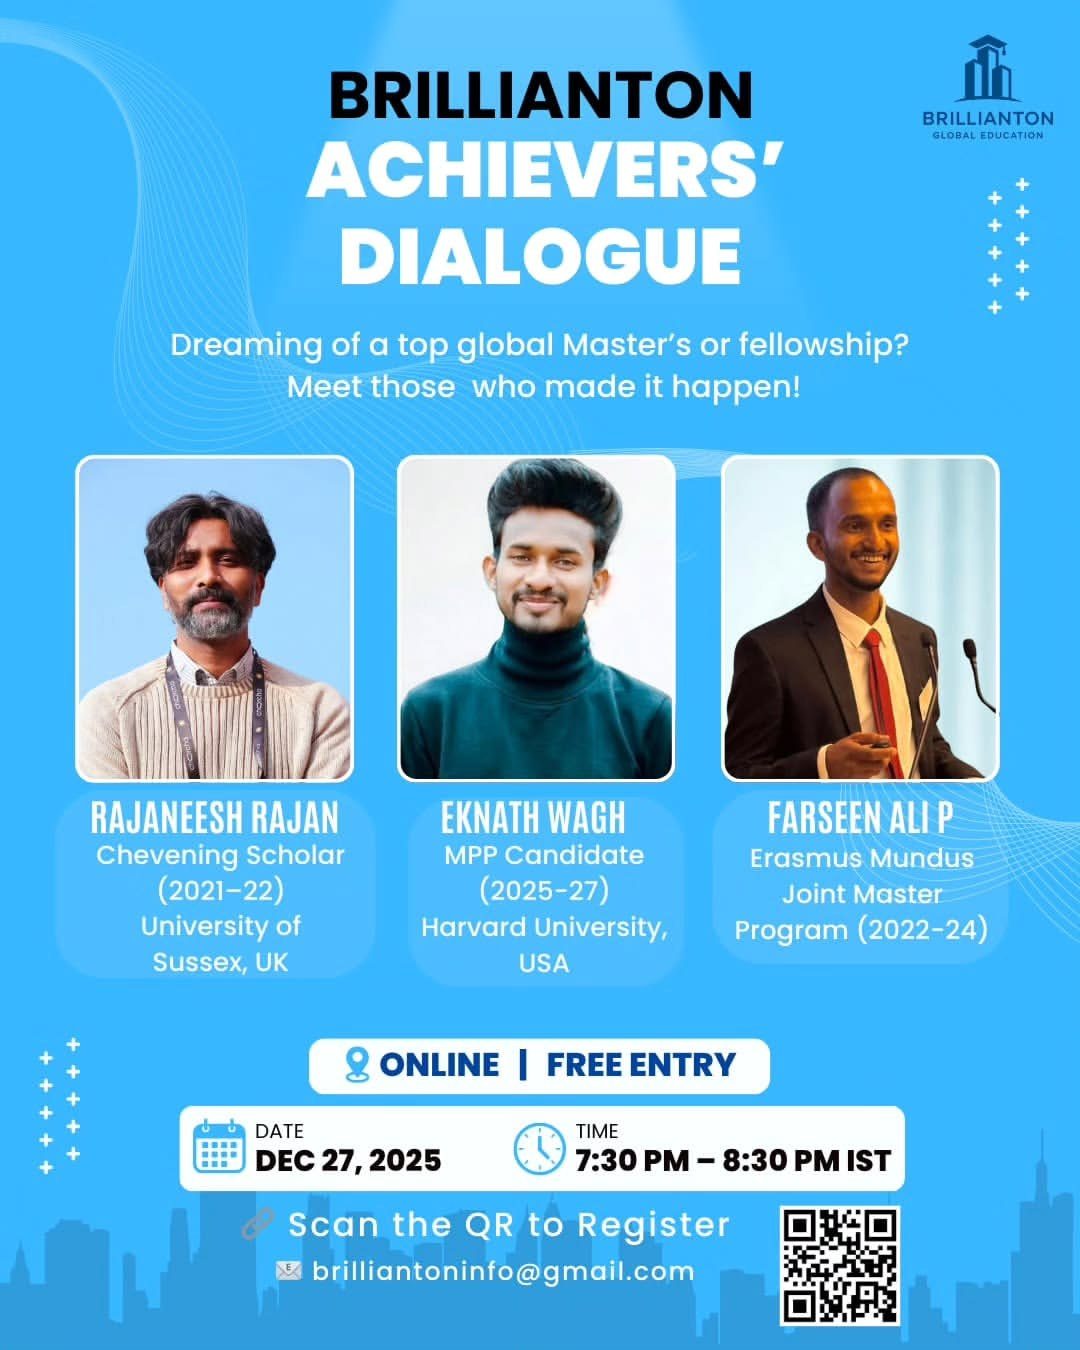 BRILLIANTON
ACHIEVERS’
DIALOGUE
BRILLIANTON
GLOBAL EDUCATION
Dreaming of a top global Master’s or fellowship?
Meet those who made it happen!
RAJANEESH RAJAN
Chevening Scholar
(2021–22)
University of
Sussex, UK
EKNATH WAGH
MPP Candidate
(2025-27)
Harvard University,
USA
FARSEEN ALI P
Erasmus Mundus
Joint Master
Program (2022-24)
ONLINE | FREE ENTRY
DATE
DEC 27, 2025
TIME
7:30 PM – 8:30 PM IST
Scan the QR to Register
brilliantoninfo@gmail.com